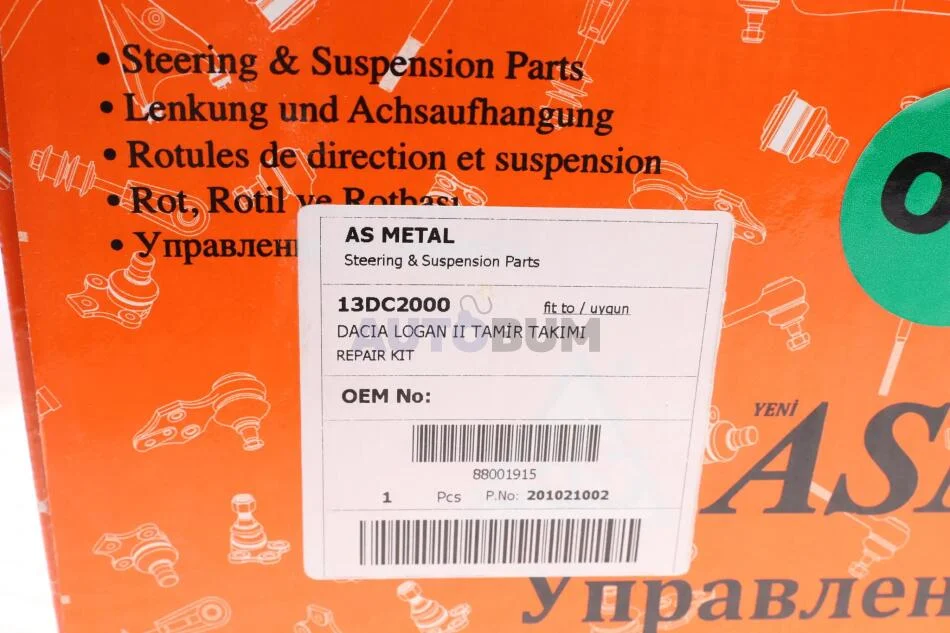 • Steering & Suspension Parts
• Lenkung und Achsaufhangung
• Rotules de direction et suspension
• Rot, Rotil ve Rotbası
• Управлен
AS METAL
Steering & Suspension Parts
13DC2000 fit to / uygun
DACIA LOGAN II TAMİR TAKIMI
AUTOBUM
REPAIR KIT
OEM No:
88001915
1 Pcs P.No: 201021002
YENİ
AS
Управлен